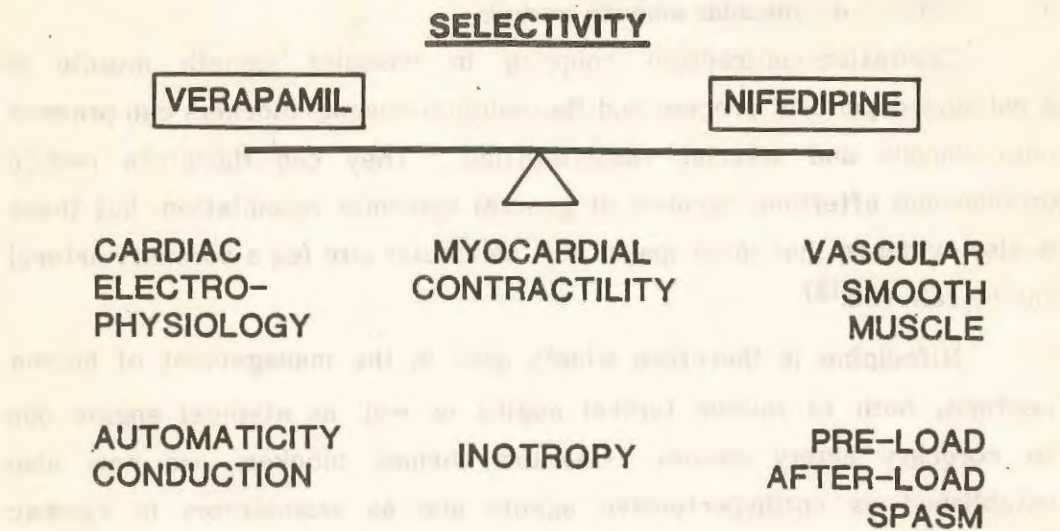 SELECTIVITY
VERAPAMIL
NIFEDIPINE
CARDIAC
ELECTRO-
PHYSIOLOGY
MYOCARDIAL
CONTRACTILITY
VASCULAR
SMOOTH
MUSCLE
AUTOMATICITY
CONDUCTION
INOTROPY
PRE-LOAD
AFTER-LOAD
SPASM